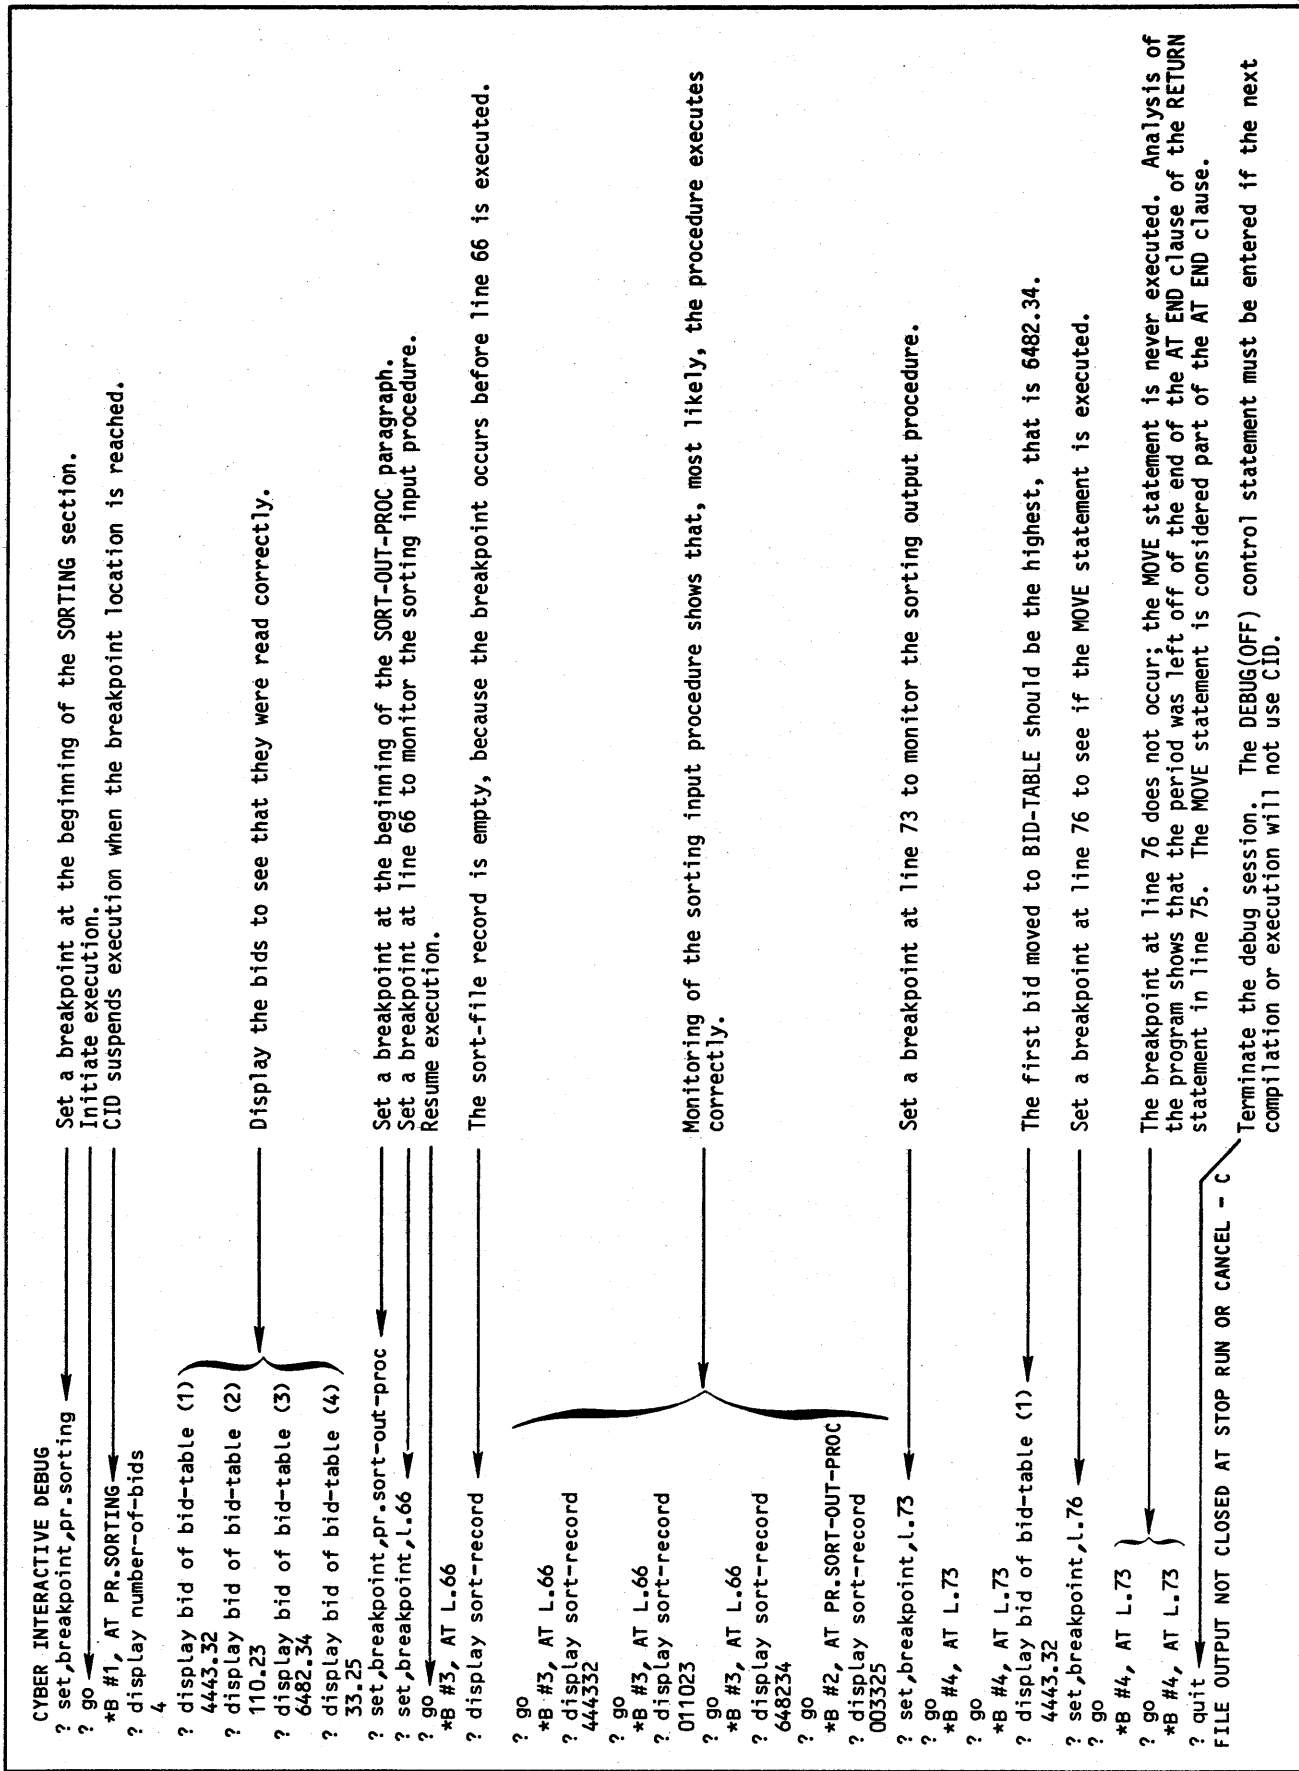 CYBER INTERACTIVE DEBUG
? set,breakpoint,pr.sorting
Set a breakpoint at the beginning of the SORTING section.
? go
Initiate execution.
*B #1, AT PR.SORTING
CID suspends execution when the breakpoint location is reached.
? display number-of-bids
4
? display bid of bid-table (1)
4443.32
? display bid of bid-table (2)
110.23
? display bid of bid-table (3)
6482.34
? display bid of bid-table (4)
33.25
Display the bids to see that they were read correctly.
? set,breakpoint,pr.sort-out-proc
Set a breakpoint at the beginning of the SORT-OUT-PROC paragraph.
? set,breakpoint,l.66
Set a breakpoint at line 66 to monitor the sorting input procedure.
? go
Resume execution.
*B #3, AT L.66
? display sort-record
The sort-file record is empty, because the breakpoint occurs before line 66 is executed.
? go
*B #3, AT L.66
? display sort-record
444332
? go
*B #3, AT L.66
? display sort-record
011023
? go
*B #3, AT L.66
? display sort-record
648234
? go
*B #2, AT PR.SORT-OUT-PROC
? display sort-record
003325
Monitoring of the sorting input procedure shows that, most likely, the procedure executes
correctly.
? set,breakpoint,l.73
Set a breakpoint at line 73 to monitor the sorting output procedure.
? go
*B #4, AT L.73
? go
*B #4, AT L.73
? display bid of bid-table (1)
443.32
The first bid moved to BID-TABLE should be the highest, that is 6482.34.
? set,breakpoint,l.76
Set a breakpoint at line 76 to see if the MOVE statement is executed.
? go
*B #4, AT L.73
? go
*B #4, AT L.73
The breakpoint at line 76 does not occur; the MOVE statement is never executed. Analysis of
the program shows that the period was left off of the end of the AT END clause of the RETURN
statement in line 75. The MOVE statement is considered part of the AT END clause.
? quit
FILE OUTPUT NOT CLOSED AT STOP RUN OR CANCEL - C
Terminate the debug session. The DEBUG(OFF) control statement must be entered if the next
compilation or execution will not use CID.